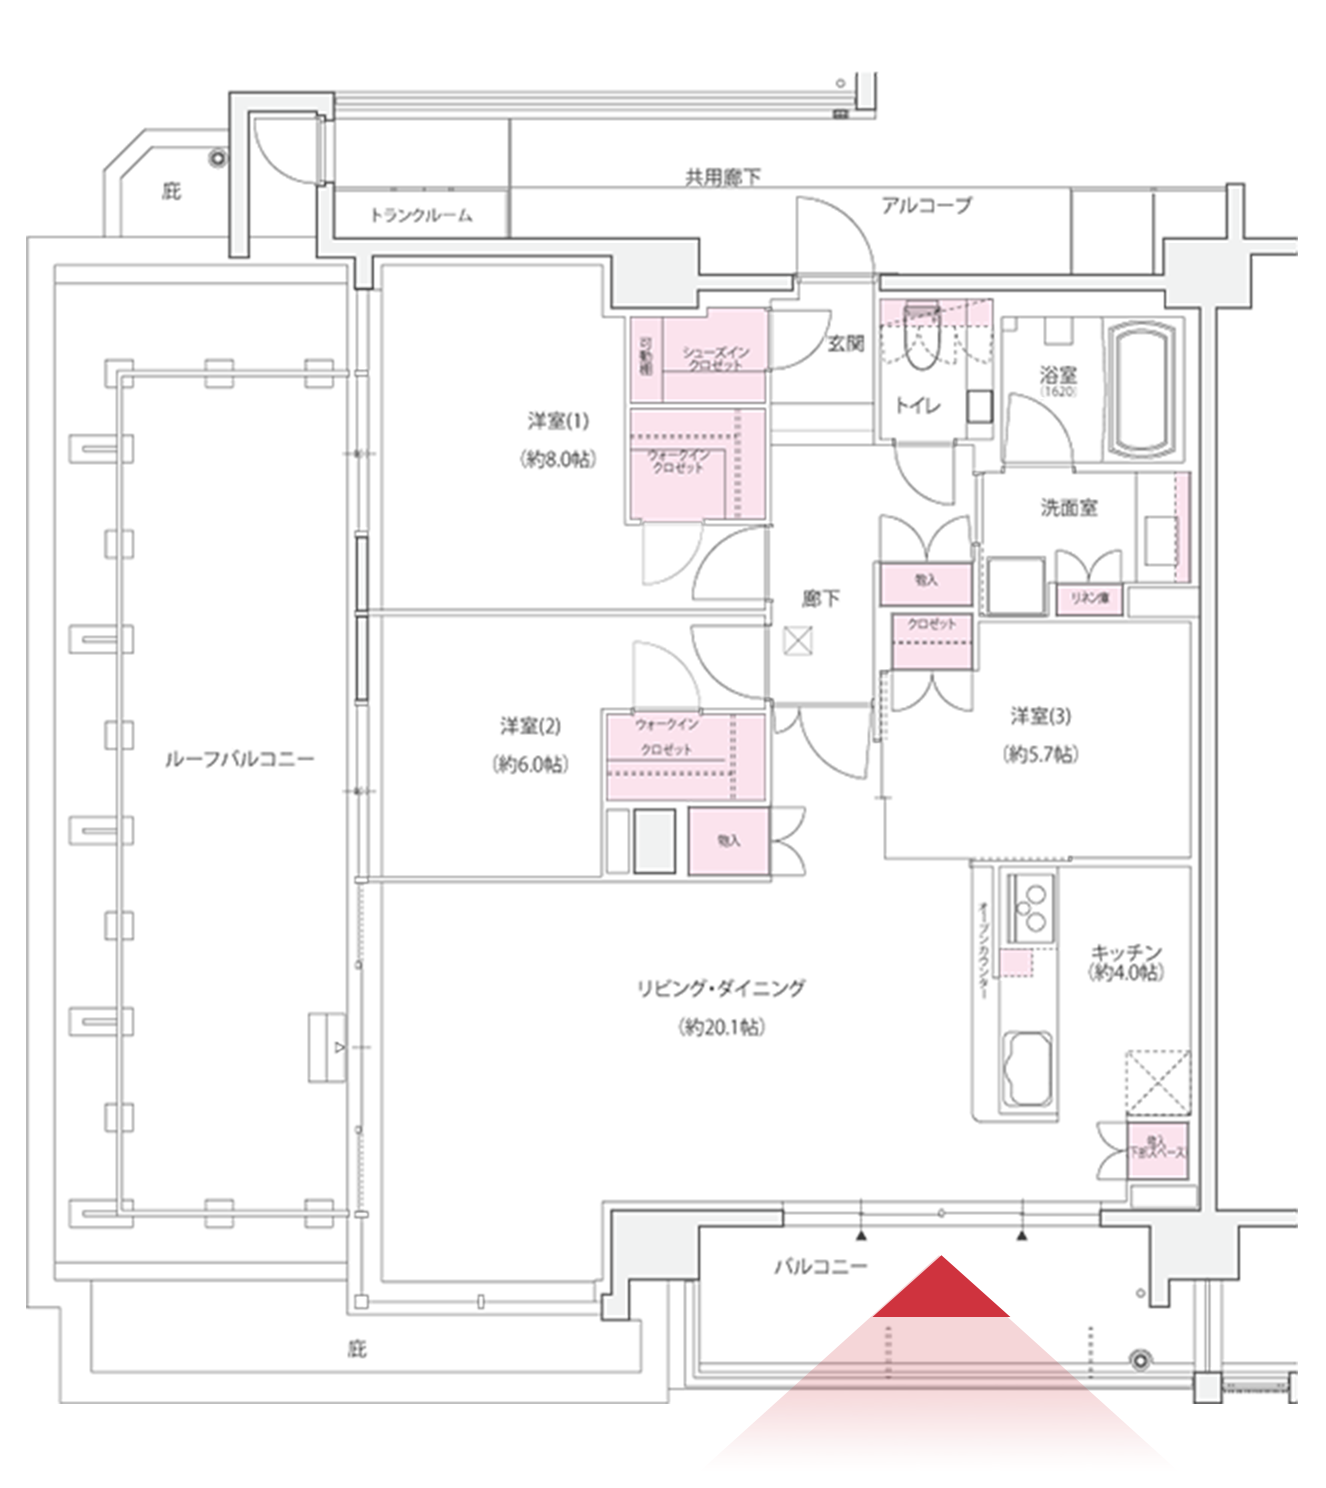 共用廊下
庇
トランクルーム
アルコーブ
可動棚
シューズイン
クロゼット
玄関
トイレ
浴室
(1620)
洋室(1)
(約8.0帖)
ウォークイン
クロゼット
洗面室
物入
リネン庫
廊下
クロゼット
洋室(2)
(約6.0帖)
ウォークイン
クロゼット
洋室(3)
(約5.7帖)
ルーフバルコニー
物入
オープンカウンター
キッチン
(約4.0帖)
リビング・ダイニング
(約20.1帖)
物入
(下部スペース)
バルコニー
庇